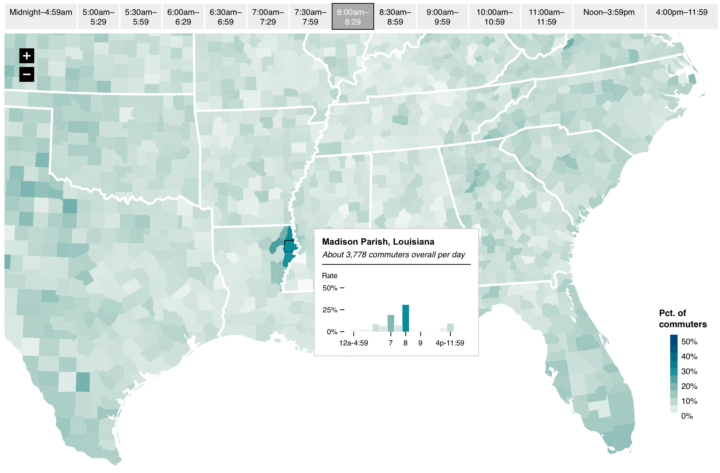 Midnight–4:59am
5:00am–
5:29
5:30am–
5:59
6:00am–
6:29
6:30am–
6:59
7:00am–
7:29
7:30am–
7:59
8:00am–
8:29
8:30am–
8:59
9:00am–
9:59
10:00am–
10:59
11:00am–
11:59
Noon–3:59pm
4:00pm–11:59
+
−
Madison Parish, Louisiana
About 3,778 commuters overall per day
Rate
50%
25%
0%
12a-4:59
7
8
9
4p-11:59
Pct. of
commuters
50%
40%
30%
20%
10%
0%